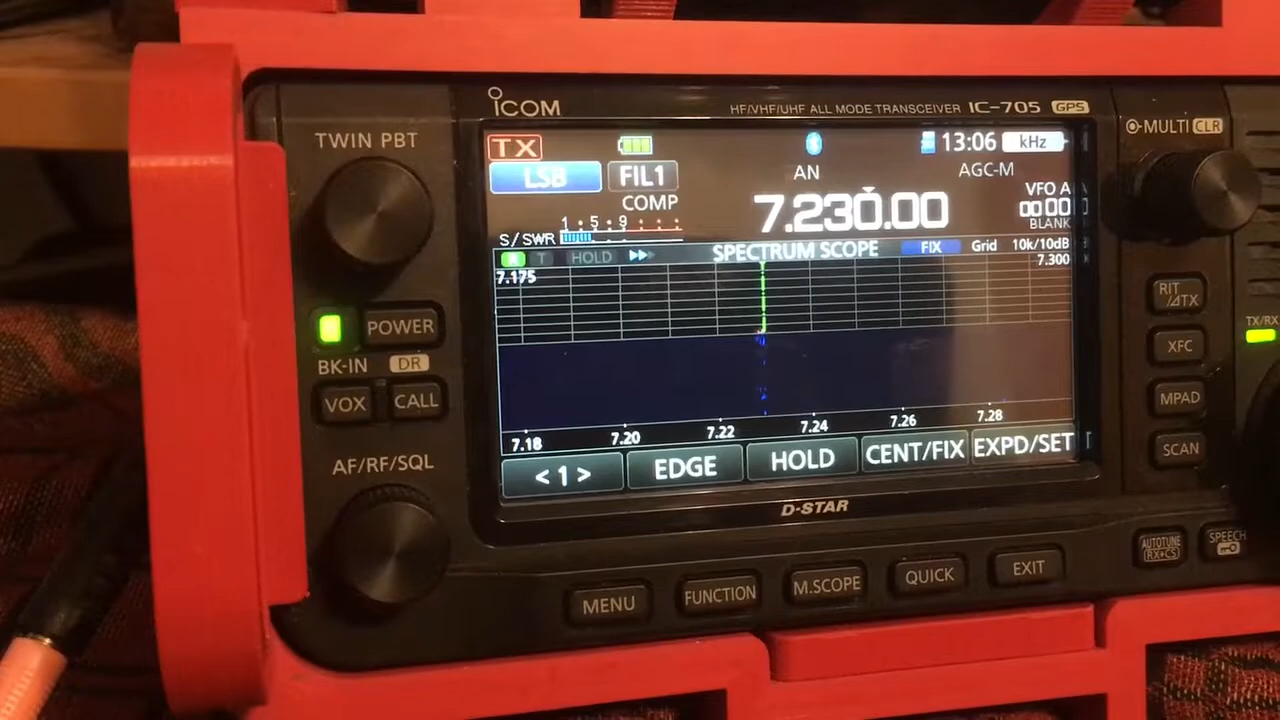 ICOM
HF/VHF/UHF ALL MODE TRANSCEIVER IC-705 GPS
TWIN PBT
MULTI CLR
TX 13:06 kHz
LSB FIL1 AN AGC-M
COMP 7.230.00 VFO A
00 00
BLANK
1 5 9
S/SWR
T HOLD SPECTRUM SCOPE FIX Grid 10k/10dB
7.175 7.300
7.18 7.20 7.22 7.24 7.26 7.28
<1> EDGE HOLD CENT/FIX EXPD/SET
POWER
BK-IN DR
VOX CALL
AF/RF/SQL
RIT
/⊿TX
TX/RX
XFC
MPAD
SCAN
D-STAR
AUTOTUNE
RX•CS
SPEECH
MENU FUNCTION M.SCOPE QUICK EXIT